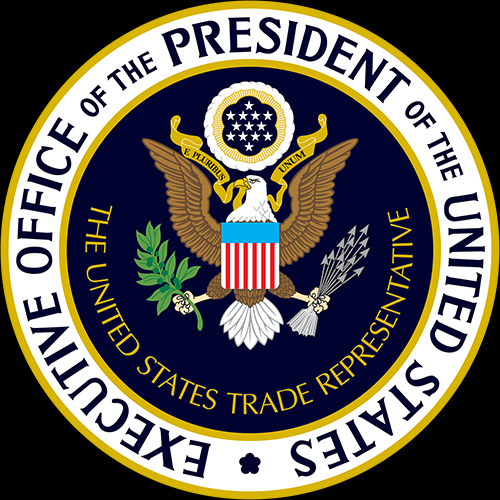 EXECUTIVE OFFICE OF THE PRESIDENT OF THE UNITED STATES
E PLURIBUS UNUM
THE UNITED STATES TRADE REPRESENTATIVE